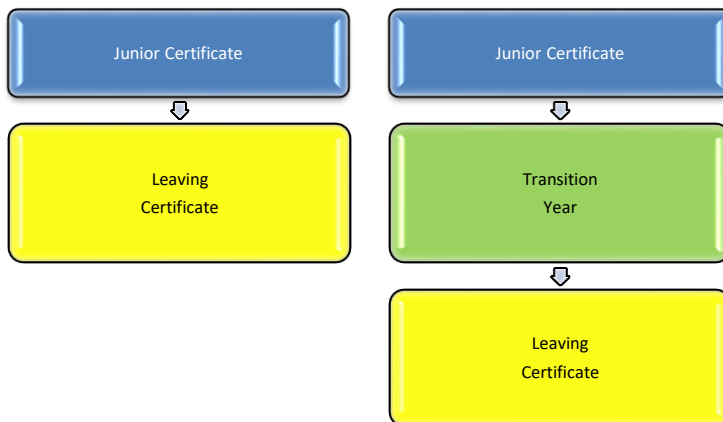 Junior Certificate
Junior Certificate
Leaving
Certificate
Transition
Year
Leaving
Certificate